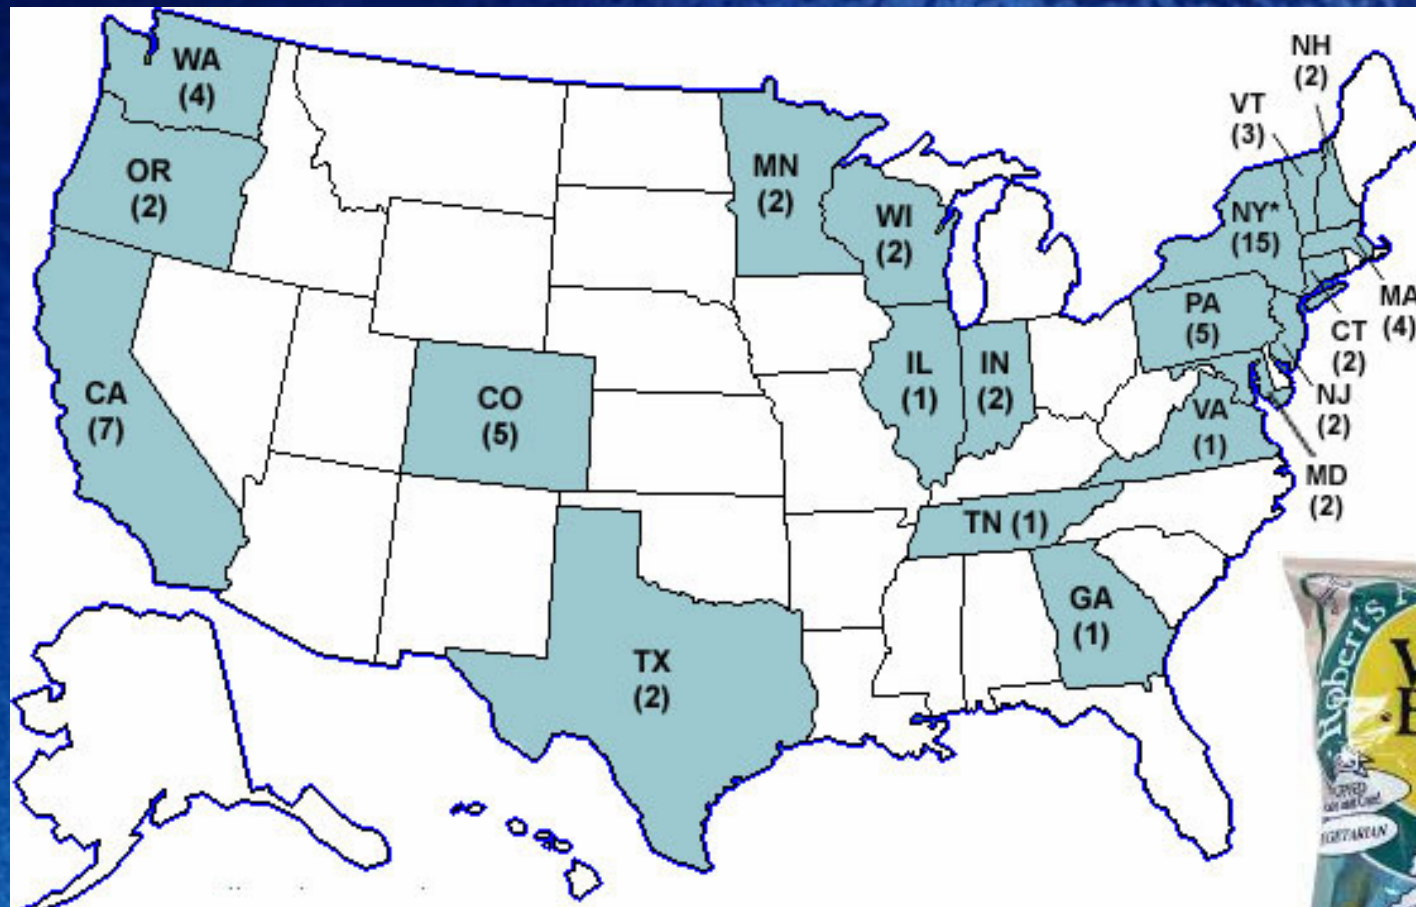 WA
(4)
OR
(2)
CA
(7)
CO
(5)
TX
(2)
MN
(2)
WI
(2)
IL
(1)
IN
(2)
TN (1)
GA
(1)
VA
(1)
PA
(5)
NY*
(15)
VT
(3)
NH
(2)
MA
(4)
CT
(2)
NJ
(2)
MD
(2)
Robert's
VEGETARIAN